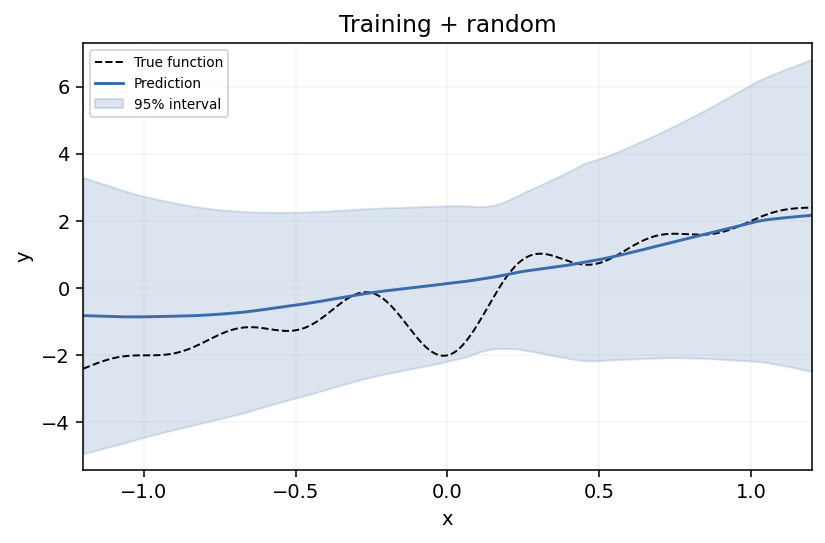 Training + random
True function
Prediction
95% interval
6
4
2
0
−2
−4
y
−1.0
−0.5
0.0
0.5
1.0
x